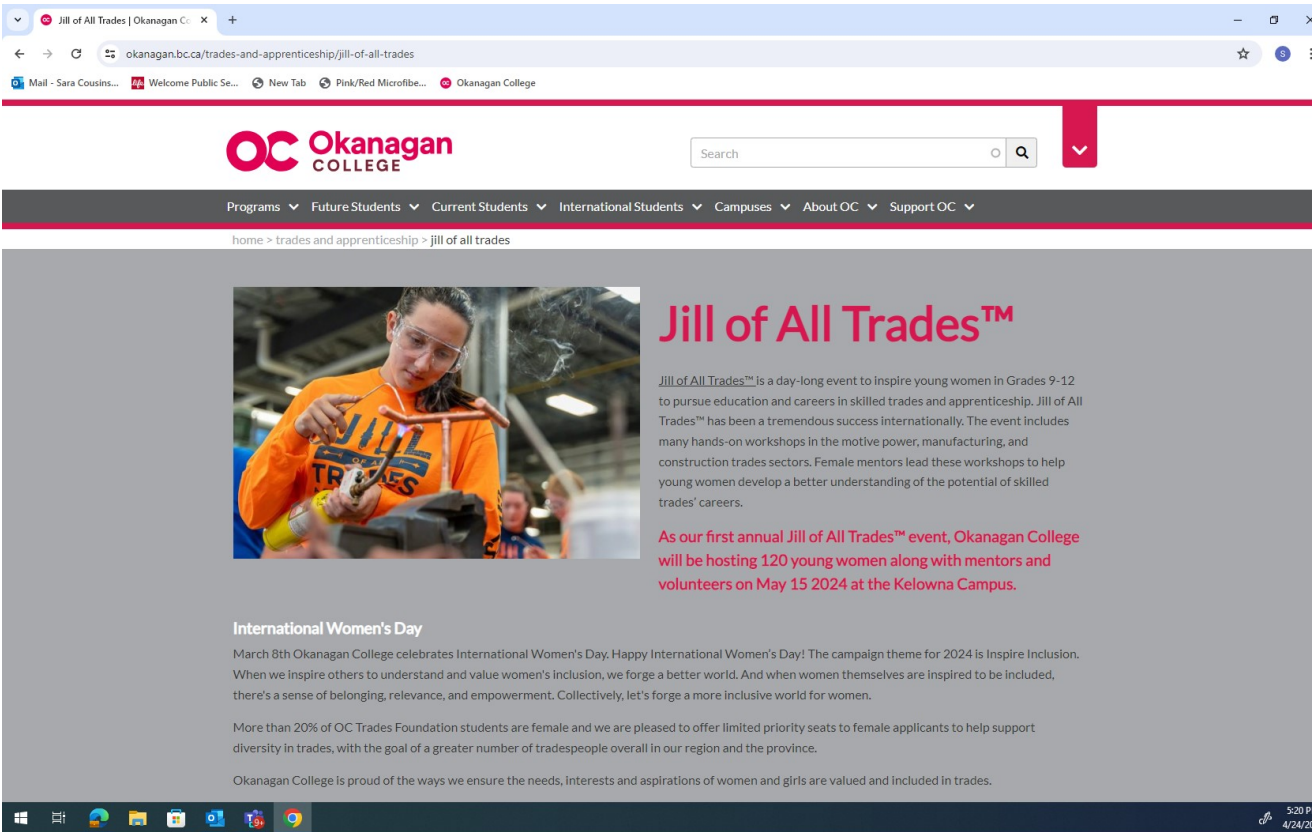 Jill of All Trades | Okanagan Co
okanagan.bc.ca/trades-and-apprenticeship/jill-of-all-trades
S
Mail - Sara Cousins... Welcome Public Se... New Tab Pink/Red Microfibe... Okanagan College
OC Okanagan
COLLEGE
Search
Programs Future Students Current Students International Students Campuses About OC Support OC
home > trades and apprenticeship > jill of all trades
JILL
OF ALL
TRADES
Jill of All Trades™
Jill of All Trades™ is a day-long event to inspire young women in Grades 9-12
to pursue education and careers in skilled trades and apprenticeship. Jill of All
Trades™ has been a tremendous success internationally. The event includes
many hands-on workshops in the motive power, manufacturing, and
construction trades sectors. Female mentors lead these workshops to help
young women develop a better understanding of the potential of skilled
trades’ careers.
As our first annual Jill of All Trades™ event, Okanagan College
will be hosting 120 young women along with mentors and
volunteers on May 15 2024 at the Kelowna Campus.
International Women's Day
March 8th Okanagan College celebrates International Women's Day. Happy International Women’s Day! The campaign theme for 2024 is Inspire Inclusion.
When we inspire others to understand and value women's inclusion, we forge a better world. And when women themselves are inspired to be included,
there's a sense of belonging, relevance, and empowerment. Collectively, let's forge a more inclusive world for women.
More than 20% of OC Trades Foundation students are female and we are pleased to offer limited priority seats to female applicants to help support
diversity in trades, with the goal of a greater number of tradespeople overall in our region and the province.
Okanagan College is proud of the ways we ensure the needs, interests and aspirations of women and girls are valued and included in trades.
5:20 P
4/24/20